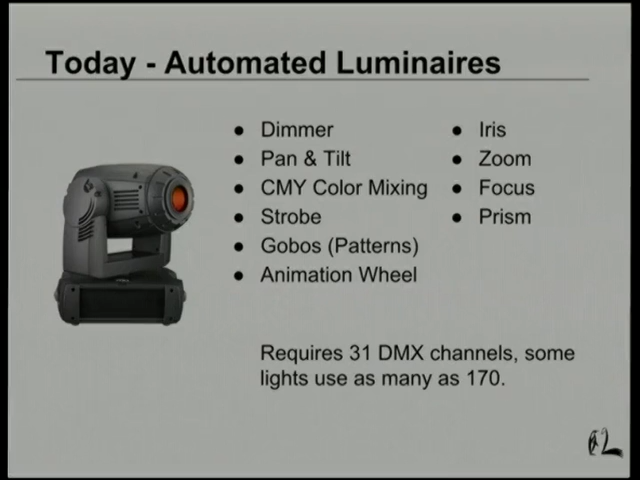 Today - Automated Luminaires
● Dimmer
● Pan & Tilt
● CMY Color Mixing
● Strobe
● Gobos (Patterns)
● Animation Wheel
● Iris
● Zoom
● Focus
● Prism
Requires 31 DMX channels, some
lights use as many as 170.